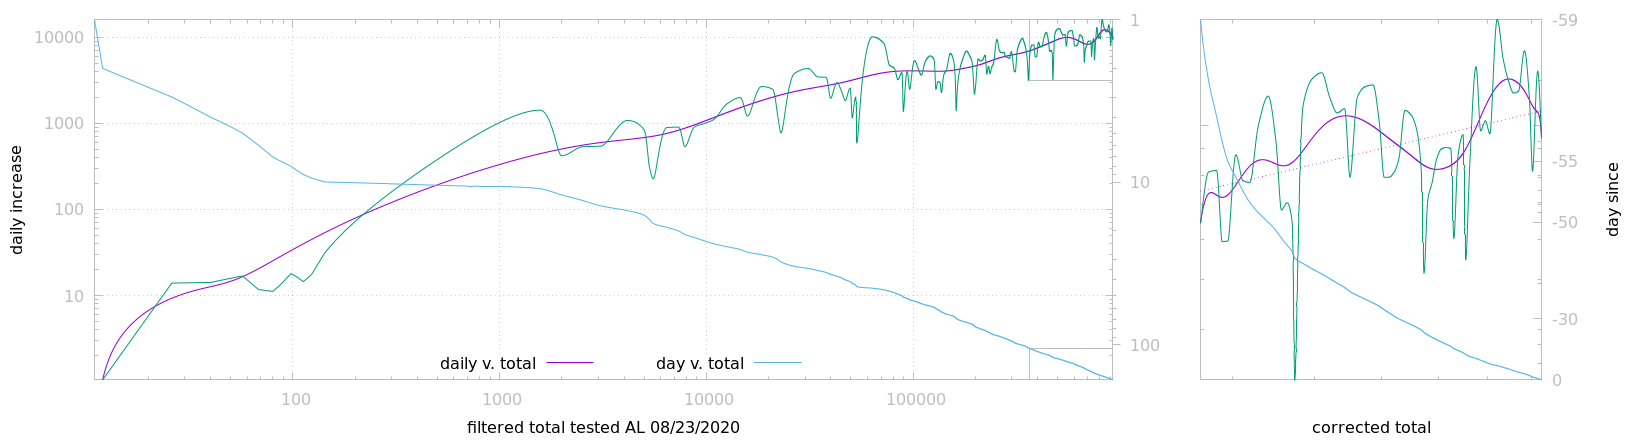 daily increase
10000
1000
100
10
100
1000
10000
100000
filtered total tested AL 08/23/2020
daily v. total
day v. total
1
10
100
-59
-55
-50
-30
0
day since
corrected total